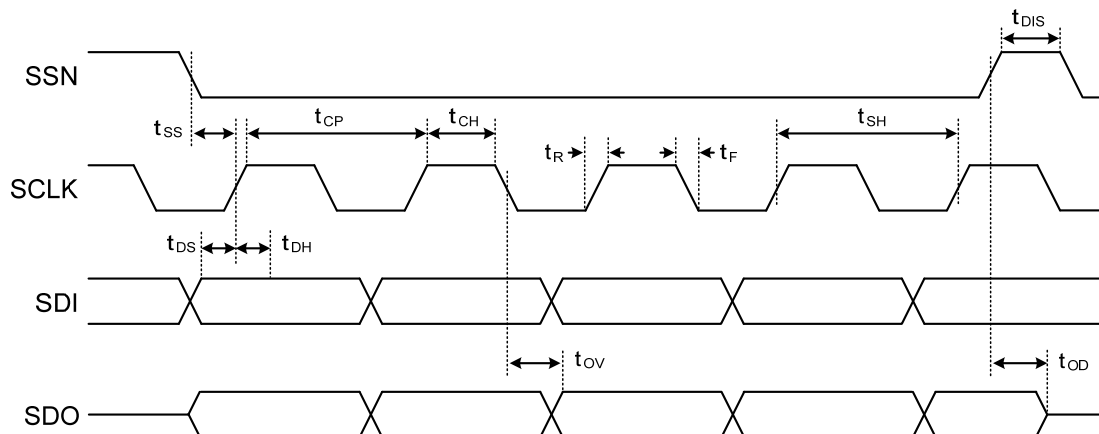 tDIS
SSN
tSS
tCP
tCH
tSH
tR
tF
SCLK
tDS
tDH
SDI
tOV
tOD
SDO